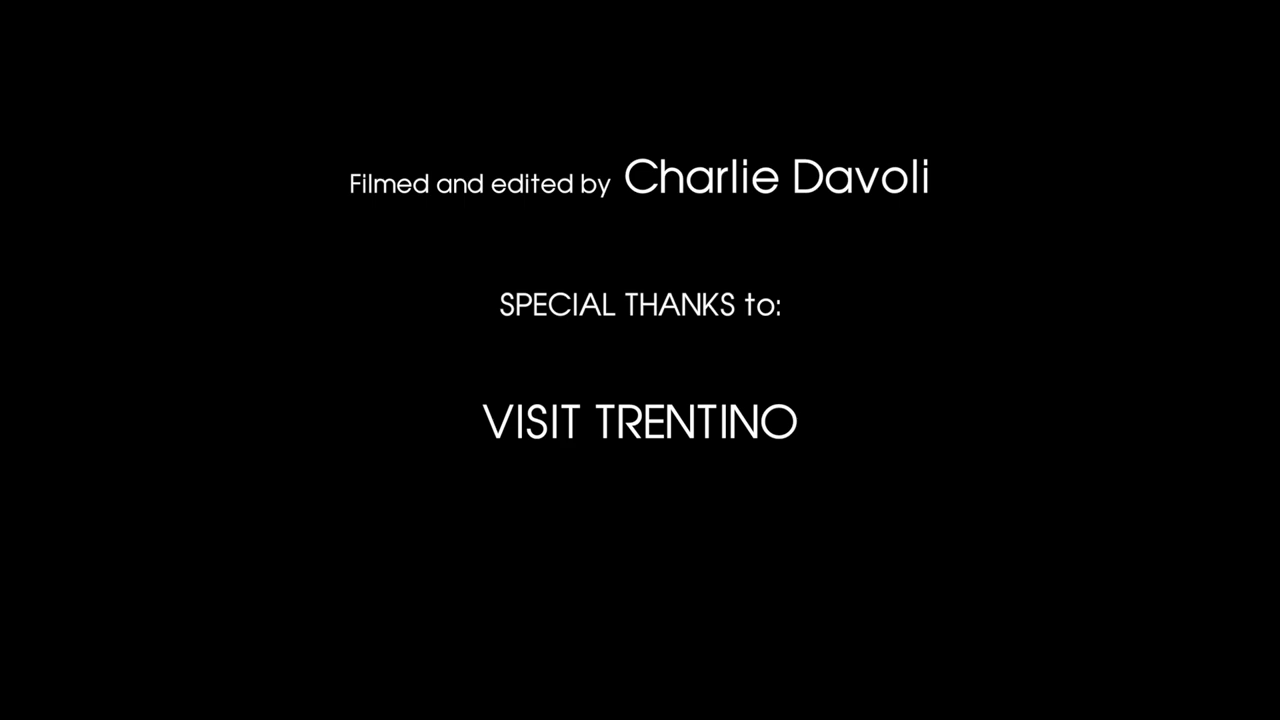 Filmed and edited by Charlie Davoli
SPECIAL THANKS to:
VISIT TRENTINO